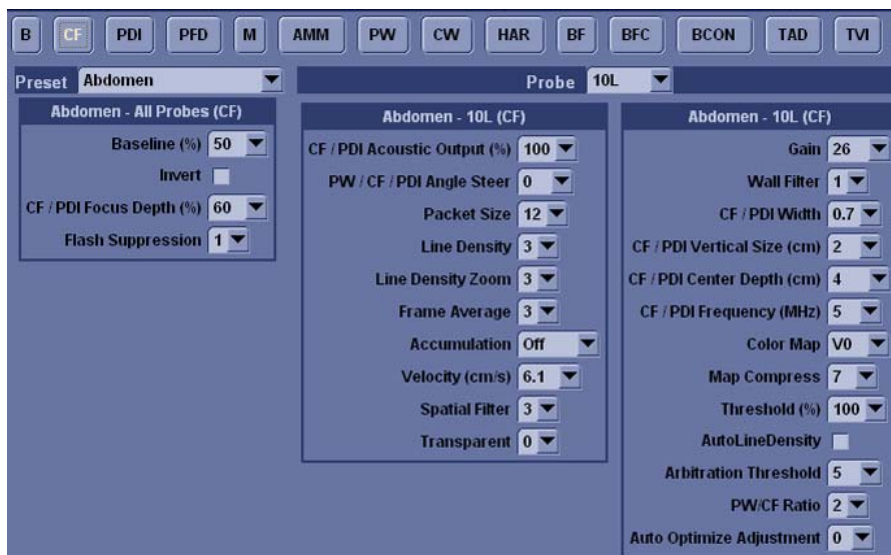 B CF PDI PFD M AMM PW CW HAR BF BFC BCON TAD TVI
Preset Abdomen Probe 10L
Abdomen - All Probes (CF)
Baseline (%) 50
Invert
CF / PDI Focus Depth (%) 60
Flash Suppression 1
Abdomen - 10L (CF)
CF / PDI Acoustic Output (%) 100
PW / CF / PDI Angle Steer 0
Packet Size 12
Line Density 3
Line Density Zoom 3
Frame Average 3
Accumulation Off
Velocity (cm/s) 6.1
Spatial Filter 3
Transparent 0
Abdomen - 10L (CF)
Gain 26
Wall Filter 1
CF / PDI Width 0.7
CF / PDI Vertical Size (cm) 2
CF / PDI Center Depth (cm) 4
CF / PDI Frequency (MHz) 5
Color Map V0
Map Compress 7
Threshold (%) 100
AutoLineDensity
Arbitration Threshold 5
PW/CF Ratio 2
Auto Optimize Adjustment 0